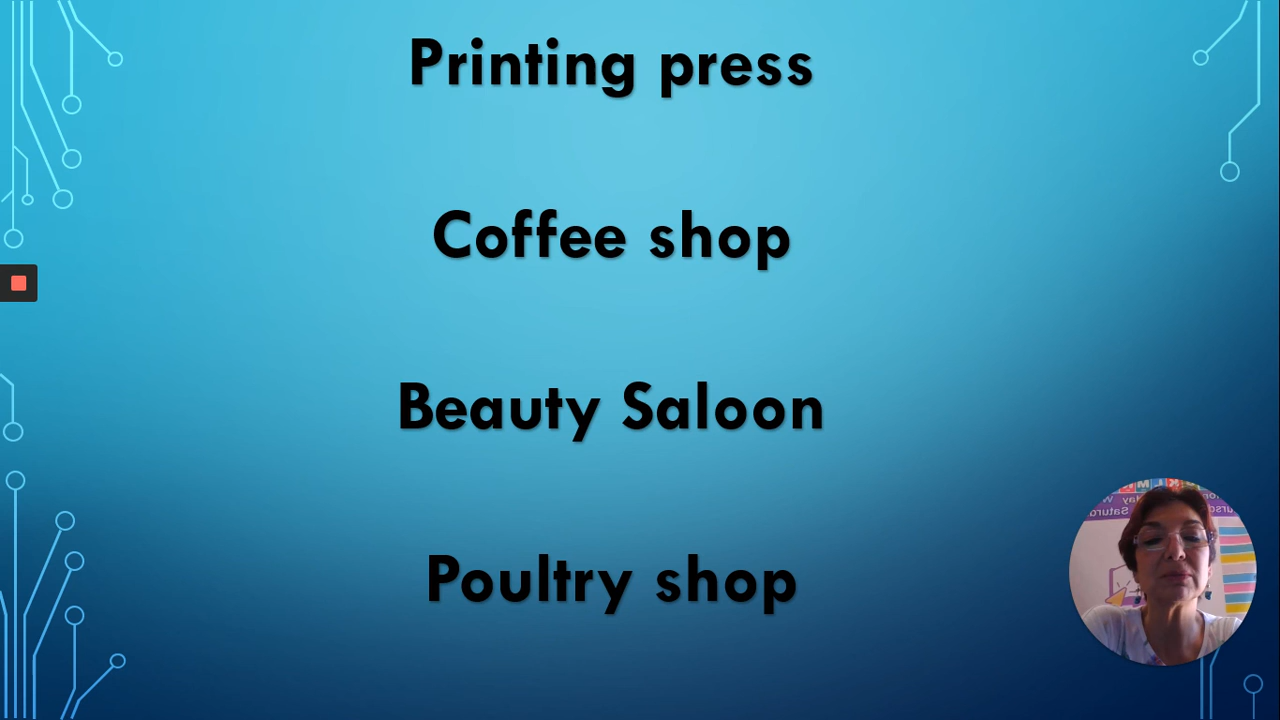 Printing press
Coffee shop
Beauty Saloon
Poultry shop